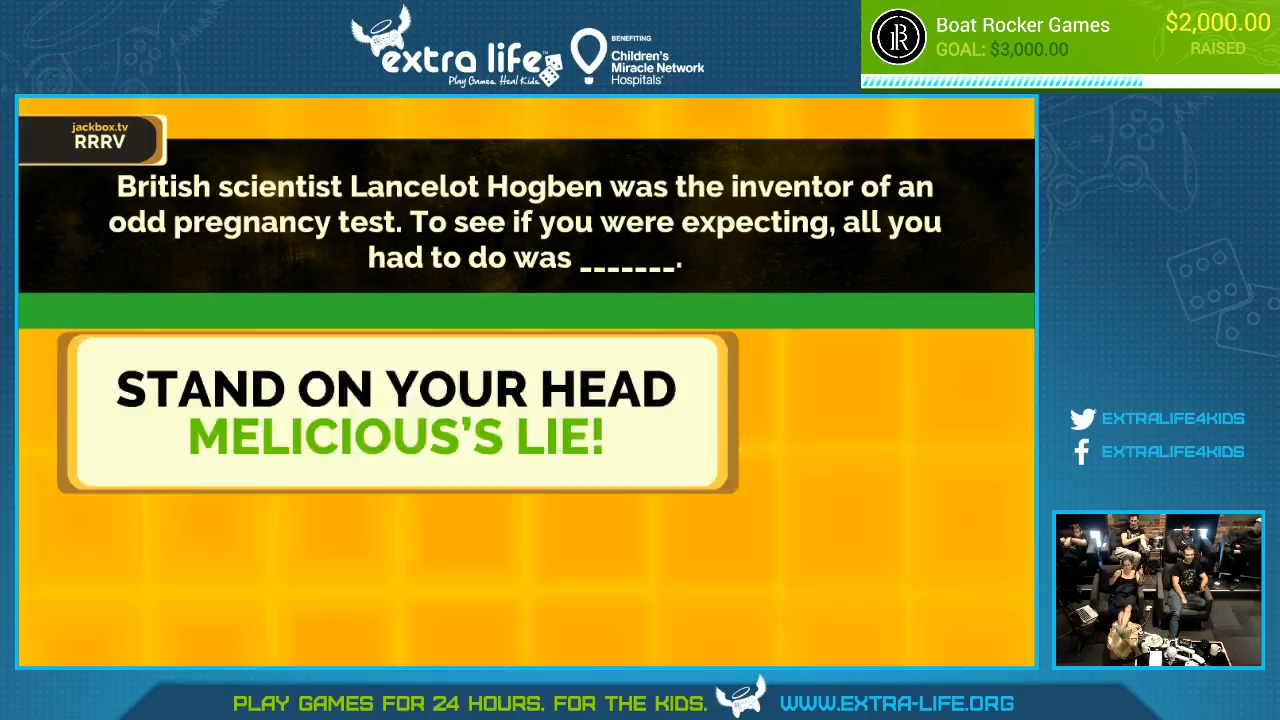 extra life
Play Games. Heal Kids.
BENEFITING
Children's
Miracle Network
Hospitals
Boat Rocker Games
GOAL: $3,000.00
$2,000.00
RAISED
jackbox.tv
RRRV
British scientist Lancelot Hogben was the inventor of an
odd pregnancy test. To see if you were expecting, all you
had to do was _______.
STAND ON YOUR HEAD
MELICIOUS'S LIE!
EXTRALIFE4KIDS
EXTRALIFE4KIDS
PLAY GAMES FOR 24 HOURS. FOR THE KIDS.
WWW.EXTRA-LIFE.ORG